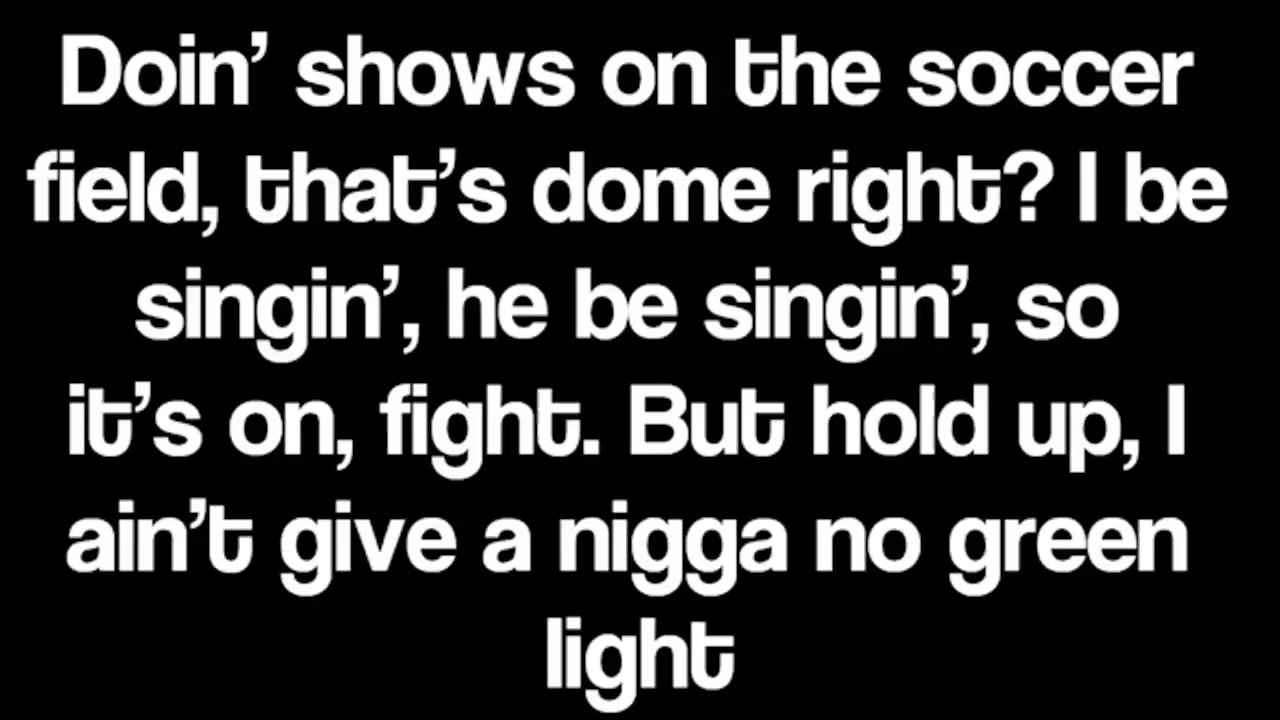 Doin’ shows on the soccer
field, that’s dome right? I be
singin’, he be singin’, so
it’s on, fight. But hold up, I
ain’t give a nigga no green
light